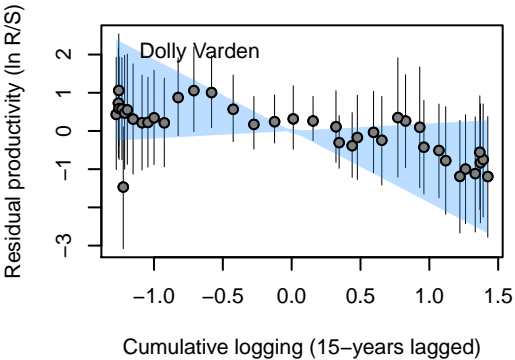 Dolly Varden
Residual productivity (ln R/S)
2
1
0
−1
−3
−1.0 −0.5 0.0 0.5 1.0 1.5
Cumulative logging (15−years lagged)